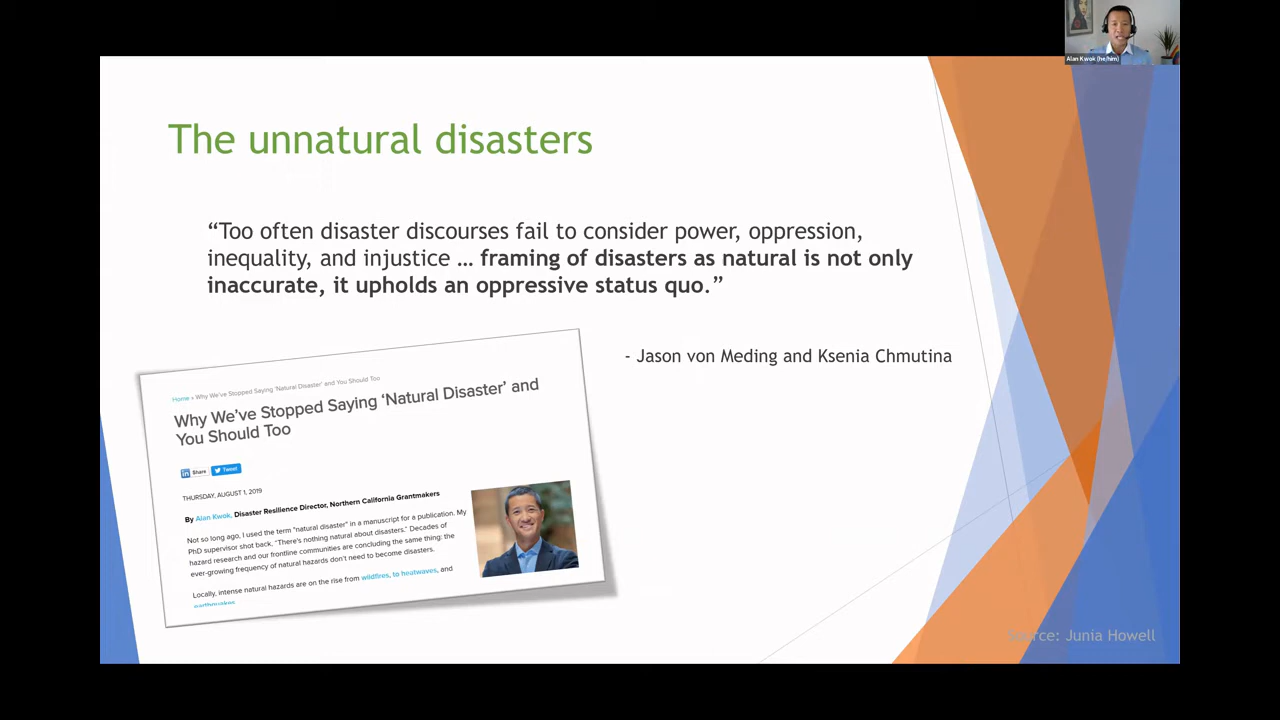 Alan Kwok (he/him)
The unnatural disasters
“Too often disaster discourses fail to consider power, oppression,
inequality, and injustice … framing of disasters as natural is not only
inaccurate, it upholds an oppressive status quo.”
- Jason von Meding and Ksenia Chmutina
Home » Why We've Stopped Saying 'Natural Disaster' and You Should Too
Why We've Stopped Saying ‘Natural Disaster’ and
You Should Too
in Share Tweet
THURSDAY, AUGUST 1, 2019
By Alan Kwok, Disaster Resilience Director, Northern California Grantmakers
Not so long ago, I used the term "natural disaster" in a manuscript for a publication. My
PhD supervisor shot back, "There's nothing natural about disasters." Decades of
hazard research and our frontline communities are concluding the same thing: the
ever-growing frequency of natural hazards don't need to become disasters.
Locally, intense natural hazards are on the rise from wildfires, to heatwaves, and
Source: Junia Howell